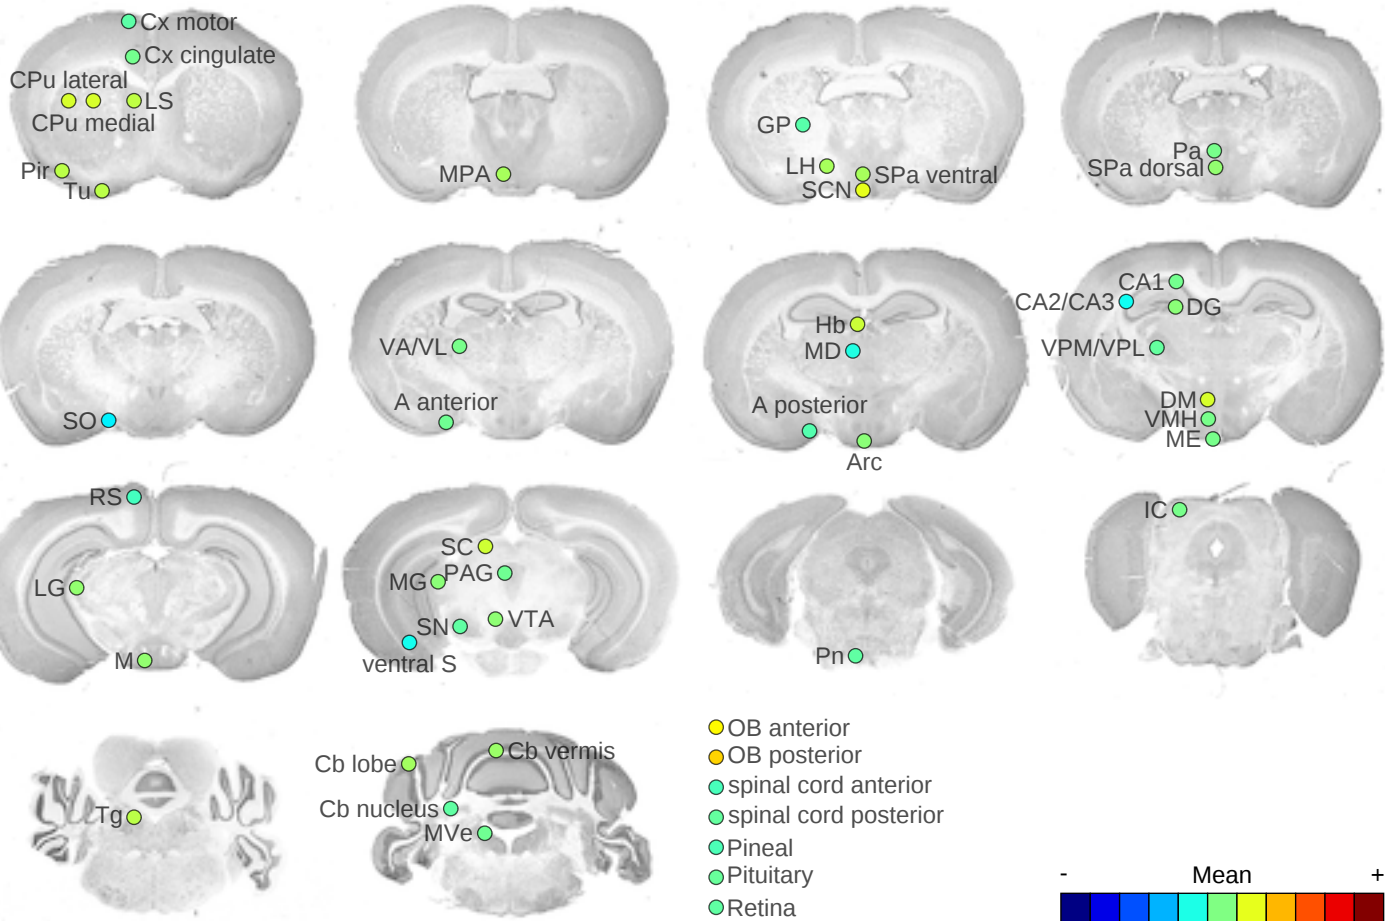 Cx motor
Cx cingulate
CPu lateral
LS
CPu medial
Pir
Tu
MPA
GP
LH
SPa ventral
SCN
Pa
SPa dorsal
SO
VA/VL
A anterior
Hb
MD
A posterior
Arc
CA1
CA2/CA3
DG
VPM/VPL
DM
VMH
ME
RS
LG
M
SC
MG
PAG
SN
VTA
ventral S
Pn
IC
Tg
Cb lobe
Cb vermis
Cb nucleus
MVe
OB anterior
OB posterior
spinal cord anterior
spinal cord posterior
Pineal
Pituitary
Retina
- Mean +